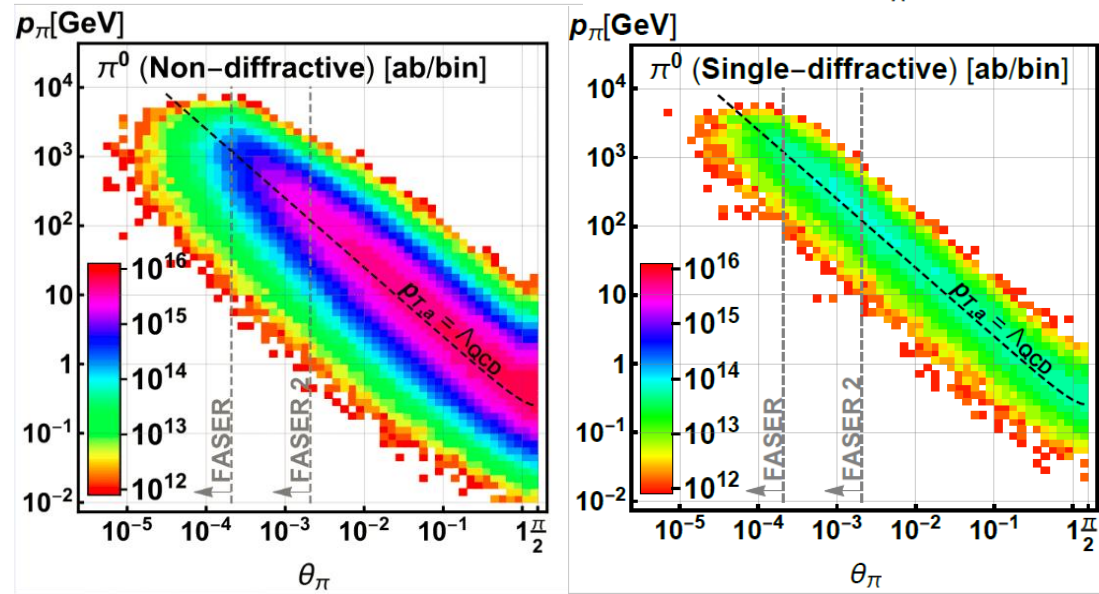 p_π[GeV]
π⁰ (Non−diffractive) [ab/bin]
10⁴
10³
10²
10
1
10⁻¹
10⁻²
10¹⁶
10¹⁵
10¹⁴
10¹³
10¹²
p_T,a = Λ_QCD
FASER
FASER 2
10⁻⁵
10⁻⁴
10⁻³
10⁻²
10⁻¹
1
π/2
θ_π
p_π[GeV]
π⁰ (Single−diffractive) [ab/bin]
10⁴
10³
10²
10
1
10⁻¹
10⁻²
10¹⁶
10¹⁵
10¹⁴
10¹³
10¹²
p_T,a = Λ_QCD
FASER
FASER 2
10⁻⁵
10⁻⁴
10⁻³
10⁻²
10⁻¹
1
π/2
θ_π